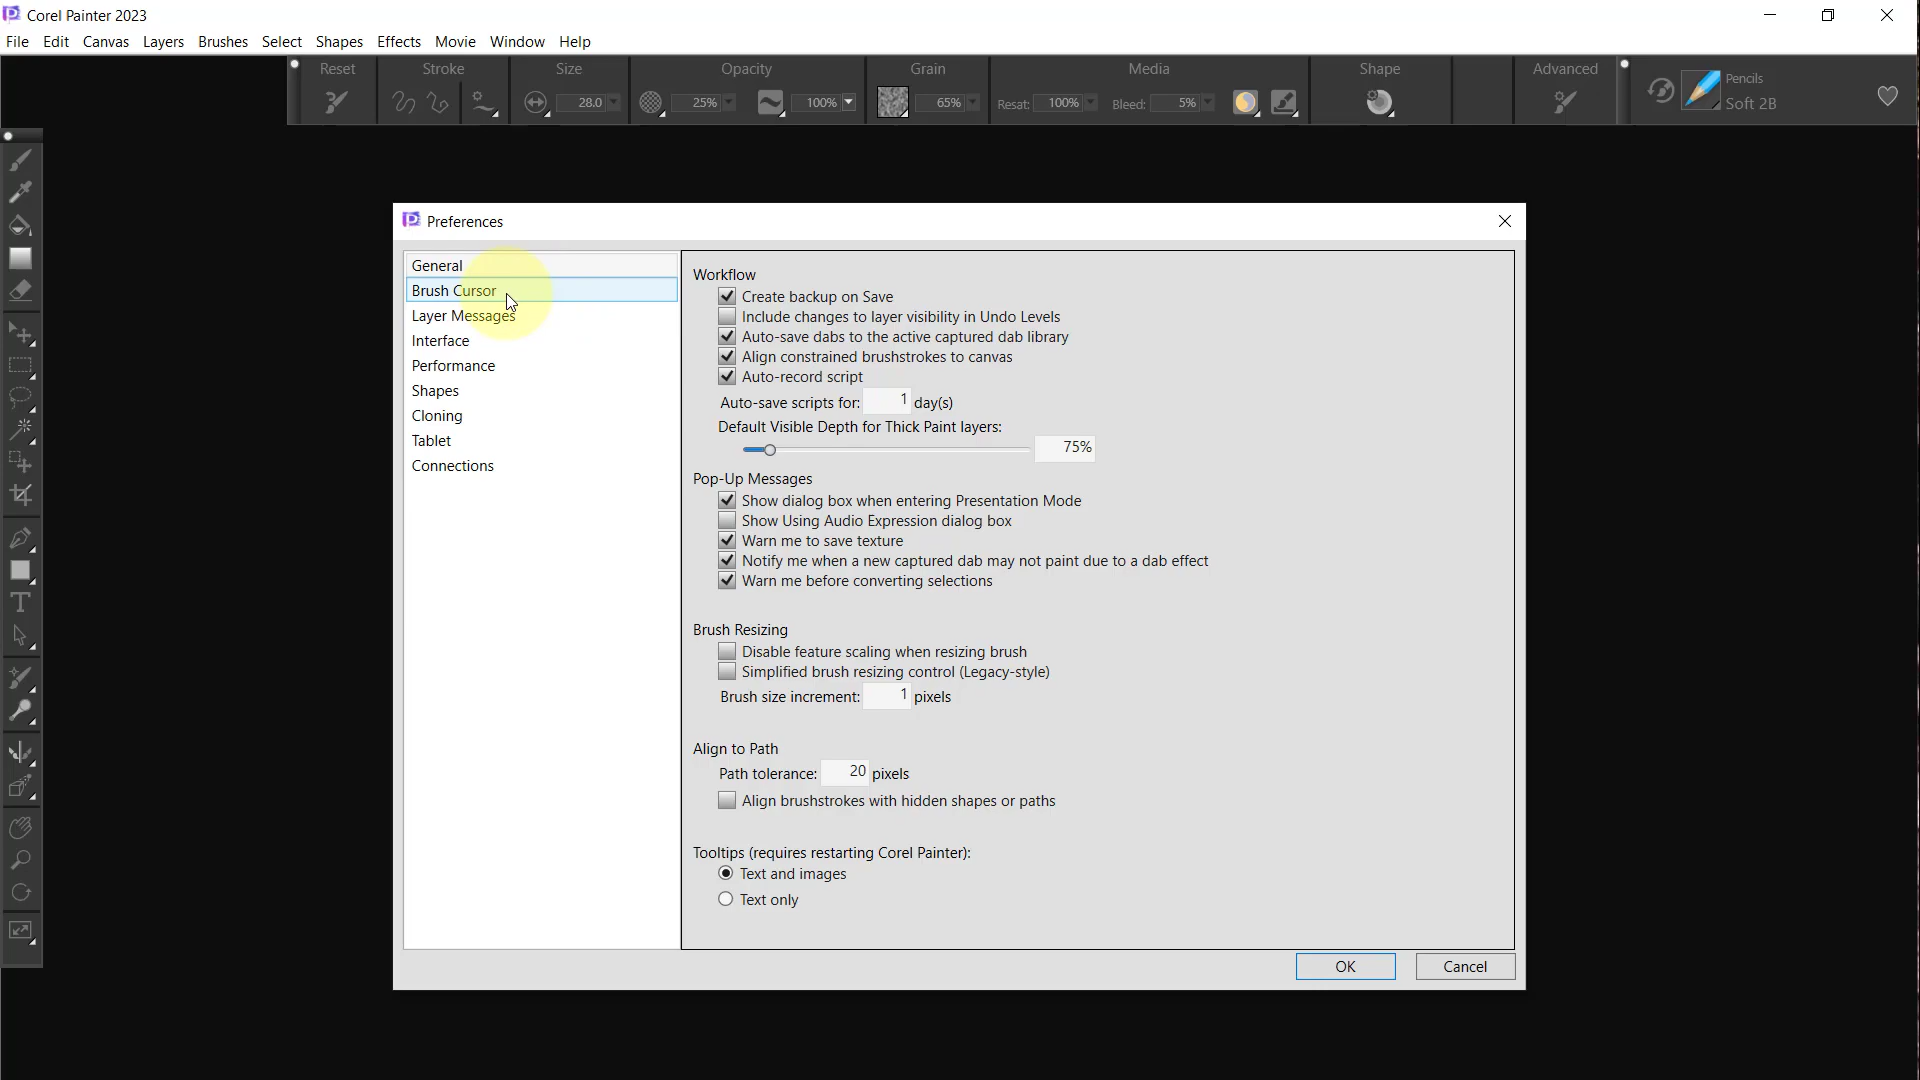 Corel Painter 2023
File Edit Canvas Layers Brushes Select Shapes Effects Movie Window Help
Reset Stroke Size Opacity Grain Media Shape Advanced
28.0 25% 100% 65% Resat: 100% Bleed: 5%
Pencils
Soft 2B
Preferences
General
Brush Cursor
Layer Messages
Interface
Performance
Shapes
Cloning
Tablet
Connections
Workflow
Create backup on Save
Include changes to layer visibility in Undo Levels
Auto-save dabs to the active captured dab library
Align constrained brushstrokes to canvas
Auto-record script
Auto-save scripts for: 1 day(s)
Default Visible Depth for Thick Paint layers:
75%
Pop-Up Messages
Show dialog box when entering Presentation Mode
Show Using Audio Expression dialog box
Warn me to save texture
Notify me when a new captured dab may not paint due to a dab effect
Warn me before converting selections
Brush Resizing
Disable feature scaling when resizing brush
Simplified brush resizing control (Legacy-style)
Brush size increment: 1 pixels
Align to Path
Path tolerance: 20 pixels
Align brushstrokes with hidden shapes or paths
Tooltips (requires restarting Corel Painter):
Text and images
Text only
OK Cancel